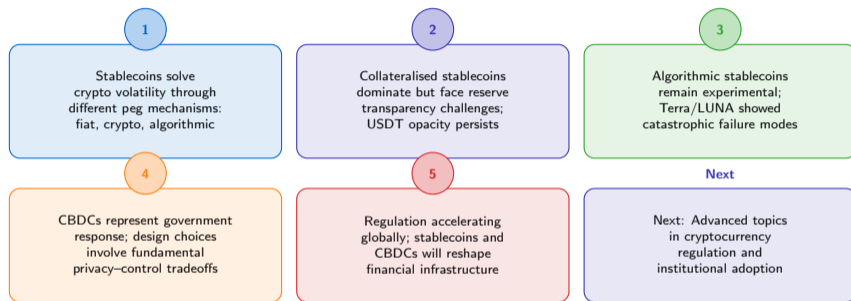 1
Stablecoins solve
crypto volatility through
different peg mechanisms:
fiat, crypto, algorithmic
2
Collateralised stablecoins
dominate but face reserve
transparency challenges;
USDT opacity persists
3
Algorithmic stablecoins
remain experimental;
Terra/LUNA showed
catastrophic failure modes
4
CBDCs represent government
response; design choices
involve fundamental
privacy–control tradeoffs
5
Regulation accelerating
globally; stablecoins and
CBDCs will reshape
financial infrastructure
Next
Next: Advanced topics
in cryptocurrency
regulation and
institutional adoption